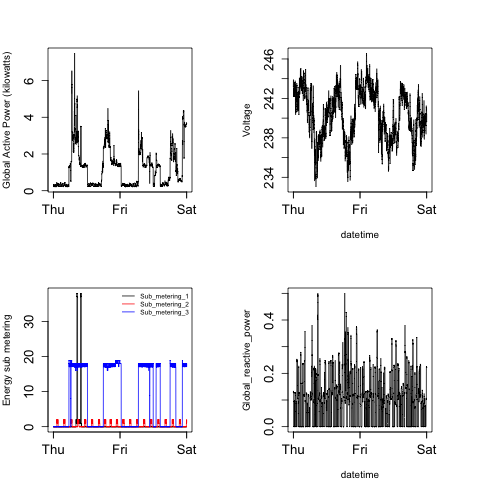 Global Active Power (kilowatts)
6
4
2
0
Thu
Fri
Sat
Voltage
246
242
238
234
Thu
Fri
Sat
datetime
Energy sub metering
30
20
10
0
Sub_metering_1
Sub_metering_2
Sub_metering_3
Thu
Fri
Sat
Global_reactive_power
0.4
0.2
0.0
Thu
Fri
Sat
datetime